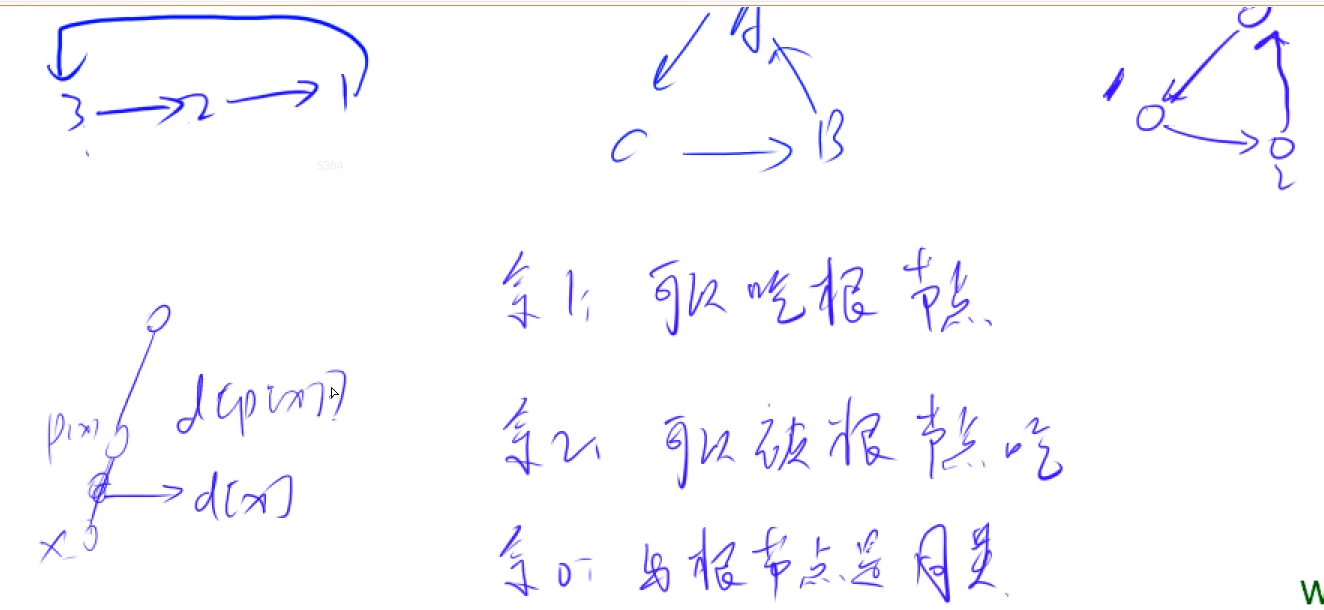 A
3 → 2 → 1
C → B
1
2
5364
余1: 可以吃根节点
p[x] d[p[x]]
余2: 可以被根节点吃
d[x]
x
余0: 与根节点是同类
W